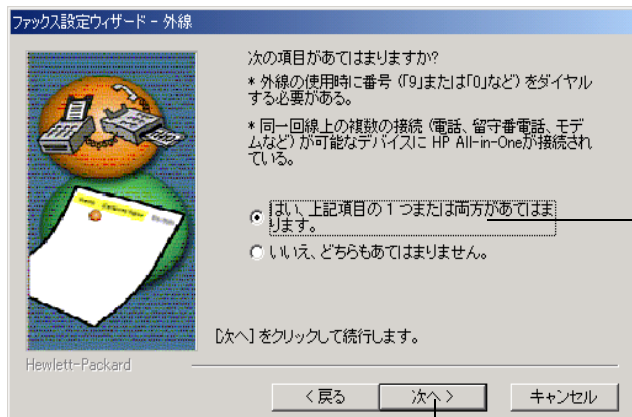 ファックス設定ウィザード - 外線
次の項目があてはまりますか?
* 外線の使用時に番号 (「9」または「0」など) をダイヤル
する必要がある。
* 同一回線上の複数の接続 (電話、留守番電話、モデ
ムなど) が可能なデバイスに HP All-in-Oneが接続され
ている。
はい、上記項目の 1 つまたは両方があてはま
ります。
いいえ、どちらもあてはまりません。
[次へ] をクリックして続行します。
Hewlett-Packard
< 戻る
次へ >
キャンセル